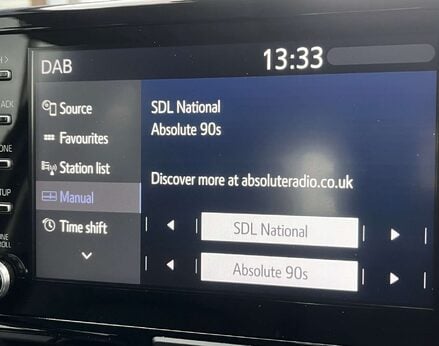 DAB
13:33
Source
Favourites
Station list
Manual
Time shift
SDL National
Absolute 90s
Discover more at absoluteradio.co.uk
SDL National
Absolute 90s